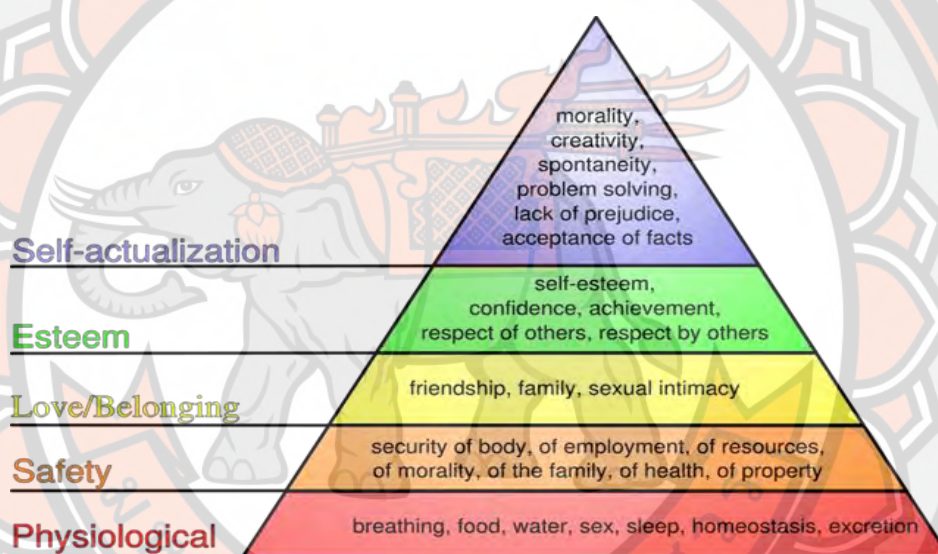 morality,
creativity,
spontaneity,
problem solving,
lack of prejudice,
acceptance of facts
Self-actualization
self-esteem,
confidence, achievement,
respect of others, respect by others
Esteem
friendship, family, sexual intimacy
Love/Belonging
security of body, of employment, of resources,
of morality, of the family, of health, of property
Safety
breathing, food, water, sex, sleep, homeostasis, excretion
Physiological